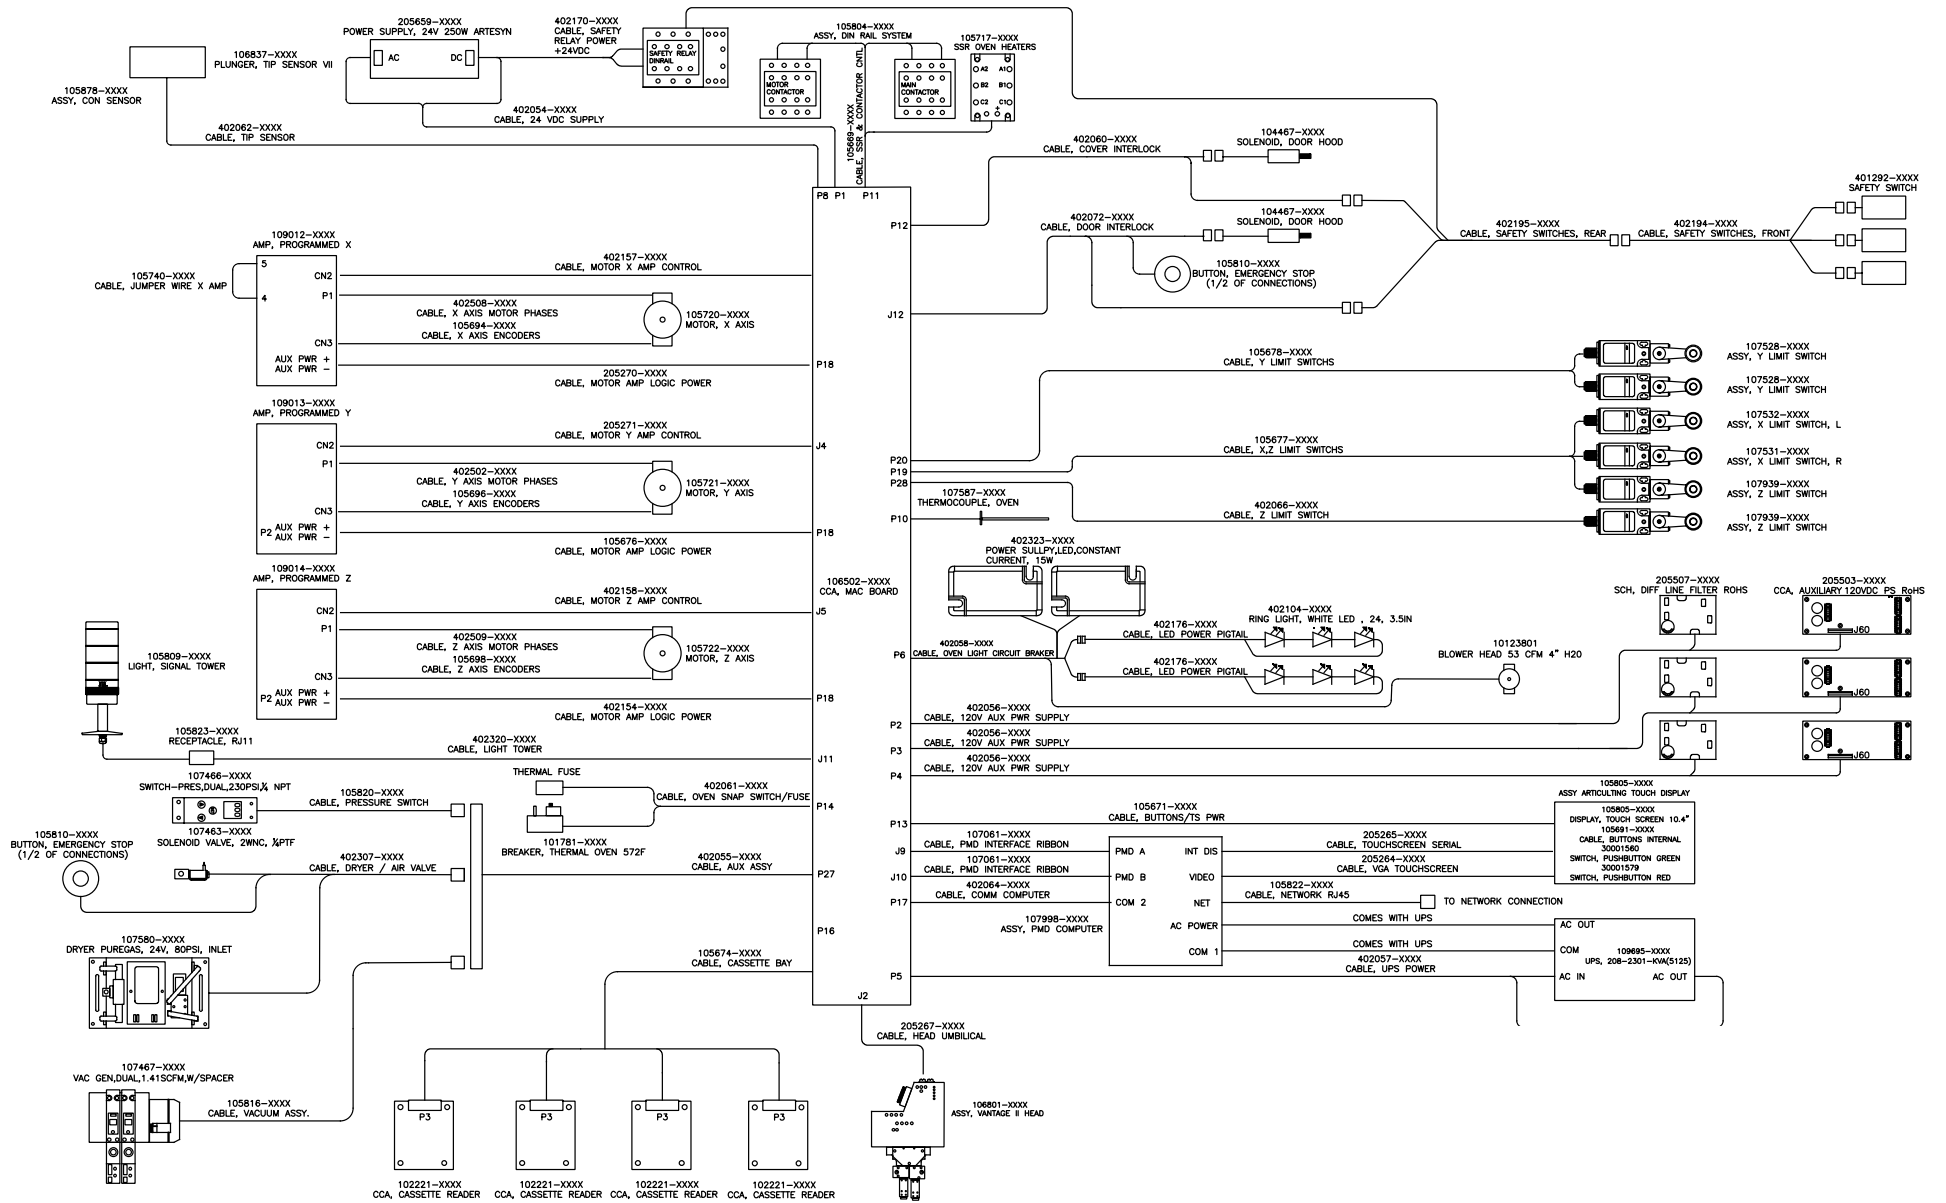 205659-XXXX
POWER SUPPLY, 24V 250W ARTESYN
AC
DC
402170-XXXX
CABLE, SAFETY
RELAY POWER
+24VDC
SAFETY RELAY
DINRAIL
105804-XXXX
ASSY, DIN RAIL SYSTEM
MOTOR
CONTACTOR
MAIN
CONTACTOR
105717-XXXX
SSR OVEN HEATERS
A2 A1
B2 B1
C2 C1
+
106837-XXXX
PLUNGER, TIP SENSOR VII
105878-XXXX
ASSY, CON SENSOR
402062-XXXX
CABLE, TIP SENSOR
402054-XXXX
CABLE, 24 VDC SUPPLY
105669-XXXX
CABLE, SSR & CONTACTOR CNTL
P8 P1 P11
402060-XXXX
CABLE, COVER INTERLOCK
104467-XXXX
SOLENOID, DOOR HOOD
P12
402072-XXXX
CABLE, DOOR INTERLOCK
104467-XXXX
SOLENOID, DOOR HOOD
105810-XXXX
BUTTON, EMERGENCY STOP
(1/2 OF CONNECTIONS)
J12
402195-XXXX
CABLE, SAFETY SWITCHES, REAR
402194-XXXX
CABLE, SAFETY SWITCHES, FRONT
401292-XXXX
SAFETY SWITCH
109012-XXXX
AMP, PROGRAMMED X
5
4
105740-XXXX
CABLE, JUMPER WIRE X AMP
CN2
P1
CN3
AUX PWR +
AUX PWR -
402157-XXXX
CABLE, MOTOR X AMP CONTROL
402508-XXXX
CABLE, X AXIS MOTOR PHASES
105694-XXXX
CABLE, X AXIS ENCODERS
105720-XXXX
MOTOR, X AXIS
P18
205270-XXXX
CABLE, MOTOR AMP LOGIC POWER
109013-XXXX
AMP, PROGRAMMED Y
CN2
P1
CN3
AUX PWR +
P2 AUX PWR -
205271-XXXX
CABLE, MOTOR Y AMP CONTROL
J4
402502-XXXX
CABLE, Y AXIS MOTOR PHASES
105696-XXXX
CABLE, Y AXIS ENCODERS
105721-XXXX
MOTOR, Y AXIS
P18
105676-XXXX
CABLE, MOTOR AMP LOGIC POWER
109014-XXXX
AMP, PROGRAMMED Z
CN2
P1
CN3
AUX PWR +
P2 AUX PWR -
402158-XXXX
CABLE, MOTOR Z AMP CONTROL
J5
402509-XXXX
CABLE, Z AXIS MOTOR PHASES
105698-XXXX
CABLE, Z AXIS ENCODERS
105722-XXXX
MOTOR, Z AXIS
P18
402154-XXXX
CABLE, MOTOR AMP LOGIC POWER
106502-XXXX
CCA, MAC BOARD
105678-XXXX
CABLE, Y LIMIT SWITCHS
P20
P19
P28
105677-XXXX
CABLE, X,Z LIMIT SWITCHS
402066-XXXX
CABLE, Z LIMIT SWITCH
107528-XXXX
ASSY, Y LIMIT SWITCH
107528-XXXX
ASSY, Y LIMIT SWITCH
107532-XXXX
ASSY, X LIMIT SWITCH, L
107531-XXXX
ASSY, X LIMIT SWITCH, R
107939-XXXX
ASSY, Z LIMIT SWITCH
107939-XXXX
ASSY, Z LIMIT SWITCH
107587-XXXX
THERMOCOUPLE, OVEN
P10
402323-XXXX
POWER SULLPY,LED,CONSTANT
CURRENT, 15W
P6
402058-XXXX
CABLE, OVEN LIGHT CIRCUIT BRAKER
402176-XXXX
CABLE, LED POWER PIGTAIL
402176-XXXX
CABLE, LED POWER PIGTAIL
402104-XXXX
RING LIGHT, WHITE LED , 24, 3.5IN
10123801
BLOWER HEAD 53 CFM 4" H20
205507-XXXX
SCH, DIFF LINE FILTER ROHS
205503-XXXX
CCA, AUXILIARY 120VDC PS RoHS
J60
J60
J60
P2
402056-XXXX
CABLE, 120V AUX PWR SUPPLY
P3
402056-XXXX
CABLE, 120V AUX PWR SUPPLY
P4
402056-XXXX
CABLE, 120V AUX PWR SUPPLY
105809-XXXX
LIGHT, SIGNAL TOWER
105823-XXXX
RECEPTACLE, RJ11
402320-XXXX
CABLE, LIGHT TOWER
J11
107466-XXXX
SWITCH-PRES,DUAL,230PSI,¼ NPT
105820-XXXX
CABLE, PRESSURE SWITCH
107463-XXXX
SOLENOID VALVE, 2WNC, ⅛PTF
105810-XXXX
BUTTON, EMERGENCY STOP
(1/2 OF CONNECTIONS)
402307-XXXX
CABLE, DRYER / AIR VALVE
THERMAL FUSE
402061-XXXX
CABLE, OVEN SNAP SWITCH/FUSE
P14
101781-XXXX
BREAKER, THERMAL OVEN 572F
402055-XXXX
CABLE, AUX ASSY
P27
P16
107580-XXXX
DRYER PUREGAS, 24V, 80PSI, INLET
107467-XXXX
VAC GEN,DUAL,1.41SCFM,W/SPACER
105816-XXXX
CABLE, VACUUM ASSY.
105674-XXXX
CABLE, CASSETTE BAY
J2
205267-XXXX
CABLE, HEAD UMBILICAL
106801-XXXX
ASSY, VANTAGE II HEAD
P3 P3 P3 P3
102221-XXXX
CCA, CASSETTE READER
102221-XXXX
CCA, CASSETTE READER
102221-XXXX
CCA, CASSETTE READER
102221-XXXX
CCA, CASSETTE READER
P13
105671-XXXX
CABLE, BUTTONS/TS PWR
J9
107061-XXXX
CABLE, PMD INTERFACE RIBBON
J10
107061-XXXX
CABLE, PMD INTERFACE RIBBON
P17
402064-XXXX
CABLE, COMM COMPUTER
107998-XXXX
ASSY, PMD COMPUTER
PMD A
PMD B
COM 2
INT DIS
VIDEO
NET
AC POWER
COM 1
205265-XXXX
CABLE, TOUCHSCREEN SERIAL
205264-XXXX
CABLE, VGA TOUCHSCREEN
105822-XXXX
CABLE, NETWORK RJ45
TO NETWORK CONNECTION
COMES WITH UPS
COMES WITH UPS
P5
402057-XXXX
CABLE, UPS POWER
105805-XXXX
ASSY ARTICULTING TOUCH DISPLAY
105805-XXXX
DISPLAY, TOUCH SCREEN 10.4"
105691-XXXX
CABLE, BUTTONS INTERNAL
30001560
SWITCH, PUSHBUTTON GREEN
30001579
SWITCH, PUSHBUTTON RED
AC OUT
COM
109695-XXXX
UPS, 208-2301-KVA(5125)
AC IN
AC OUT